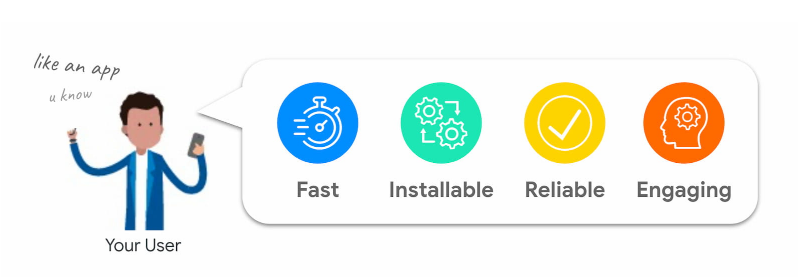 like an app
u know
Fast
Installable
Reliable
Engaging
Your User